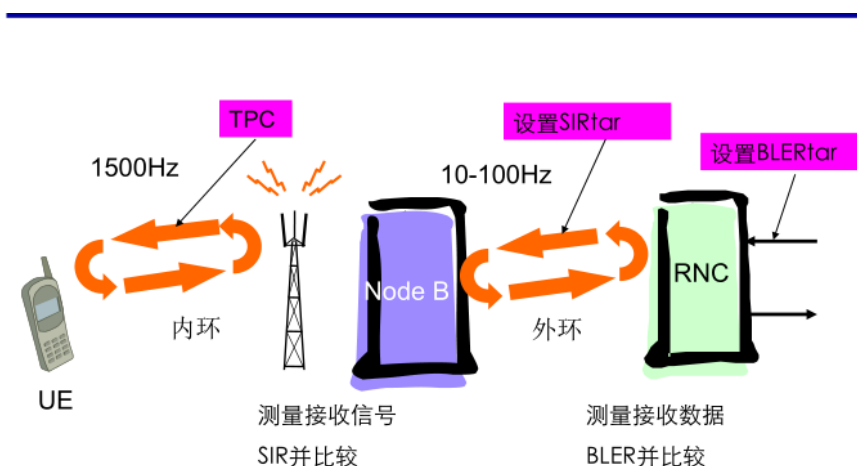 TPC
设置SIRtar
设置BLERtar
1500Hz
10-100Hz
Node B
RNC
内环
外环
UE
测量接收信号
SIR并比较
测量接收数据
BLER并比较